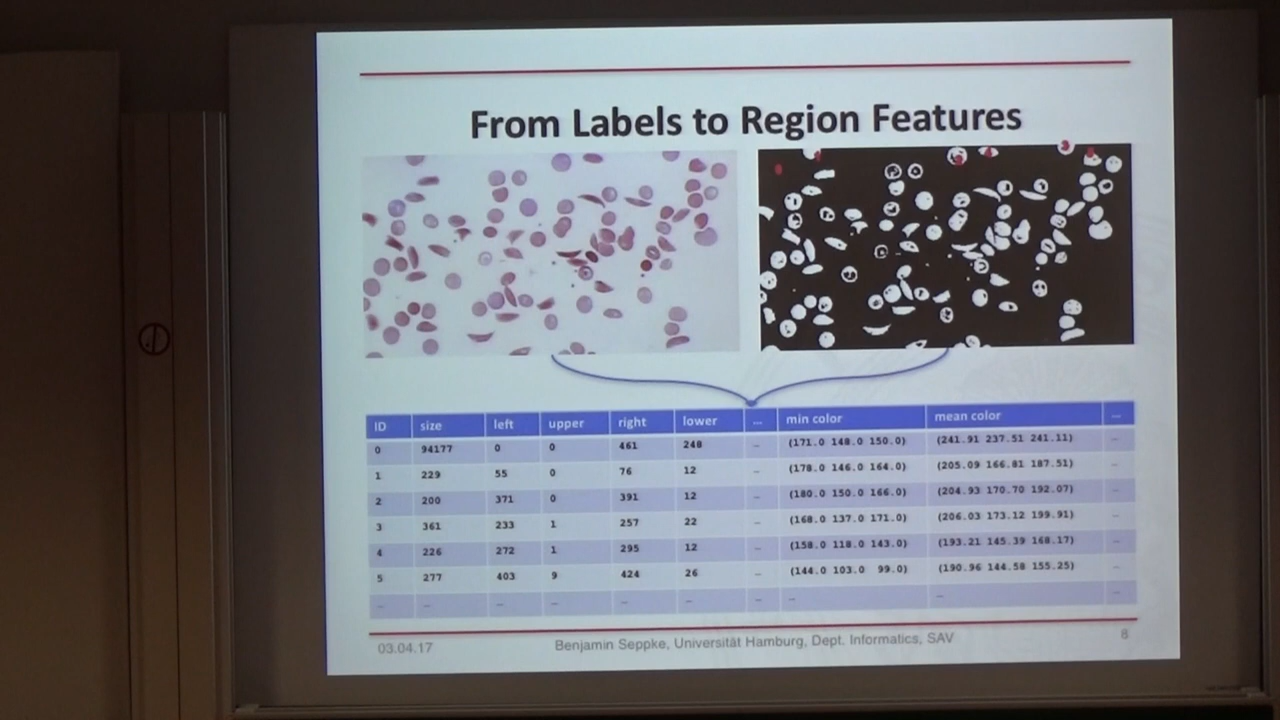 From Labels to Region Features
ID size left upper right lower ... min color mean color ...
0 94177 0 0 461 248 ... (171.0 148.0 150.0) (241.91 237.51 241.11) ...
1 229 55 0 76 12 ... (178.0 146.0 164.0) (205.09 166.81 187.51) ...
2 200 371 0 391 12 ... (180.0 150.0 166.0) (204.93 170.70 192.07) ...
3 361 233 1 257 22 ... (168.0 137.0 171.0) (206.03 173.12 199.91) ...
4 226 272 1 295 12 ... (158.0 118.0 143.0) (193.21 145.39 168.17) ...
5 277 403 9 424 26 ... (144.0 103.0 99.0) (190.96 144.58 155.25) ...
... ... ... ... ... ... ... ... ... ...
03.04.17 Benjamin Seppke, Universität Hamburg, Dept. Informatics, SAV 8